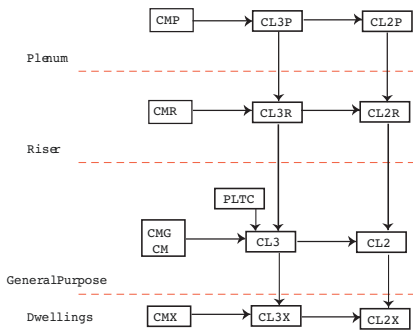 CMP CL3P CL2P
Plenum
CMR CL3R CL2R
Riser
PLTC
CMG
CM CL3 CL2
GeneralPurpose
Dwellings CMX CL3X CL2X